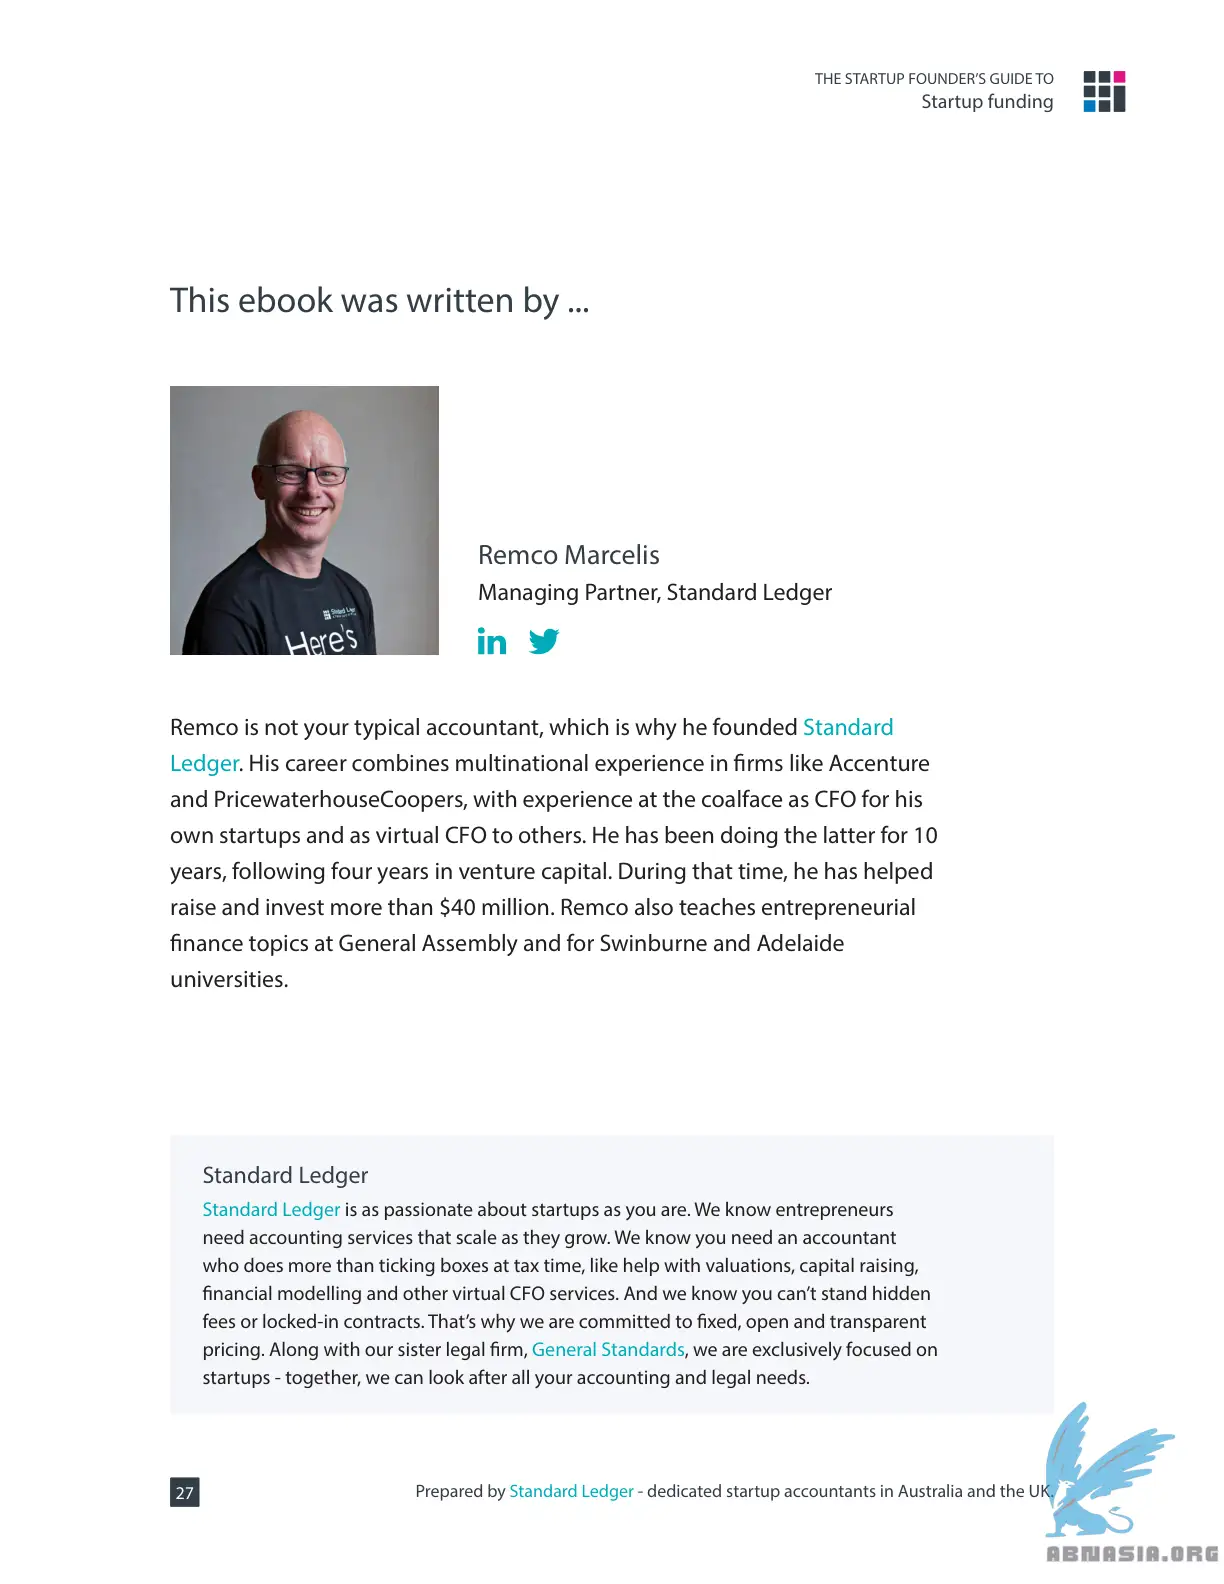 THE STARTUP FOUNDER’S GUIDE TO
Startup funding
This ebook was written by ...
Here's
Remco Marcelis
Managing Partner, Standard Ledger
in
Remco is not your typical accountant, which is why he founded Standard
Ledger. His career combines multinational experience in firms like Accenture
and PricewaterhouseCoopers, with experience at the coalface as CFO for his
own startups and as virtual CFO to others. He has been doing the latter for 10
years, following four years in venture capital. During that time, he has helped
raise and invest more than $40 million. Remco also teaches entrepreneurial
finance topics at General Assembly and for Swinburne and Adelaide
universities.
Standard Ledger
Standard Ledger is as passionate about startups as you are. We know entrepreneurs
need accounting services that scale as they grow. We know you need an accountant
who does more than ticking boxes at tax time, like help with valuations, capital raising,
financial modelling and other virtual CFO services. And we know you can’t stand hidden
fees or locked-in contracts. That’s why we are committed to fixed, open and transparent
pricing. Along with our sister legal firm, General Standards, we are exclusively focused on
startups - together, we can look after all your accounting and legal needs.
27
Prepared by Standard Ledger - dedicated startup accountants in Australia and the UK.
ABNASIA.ORG